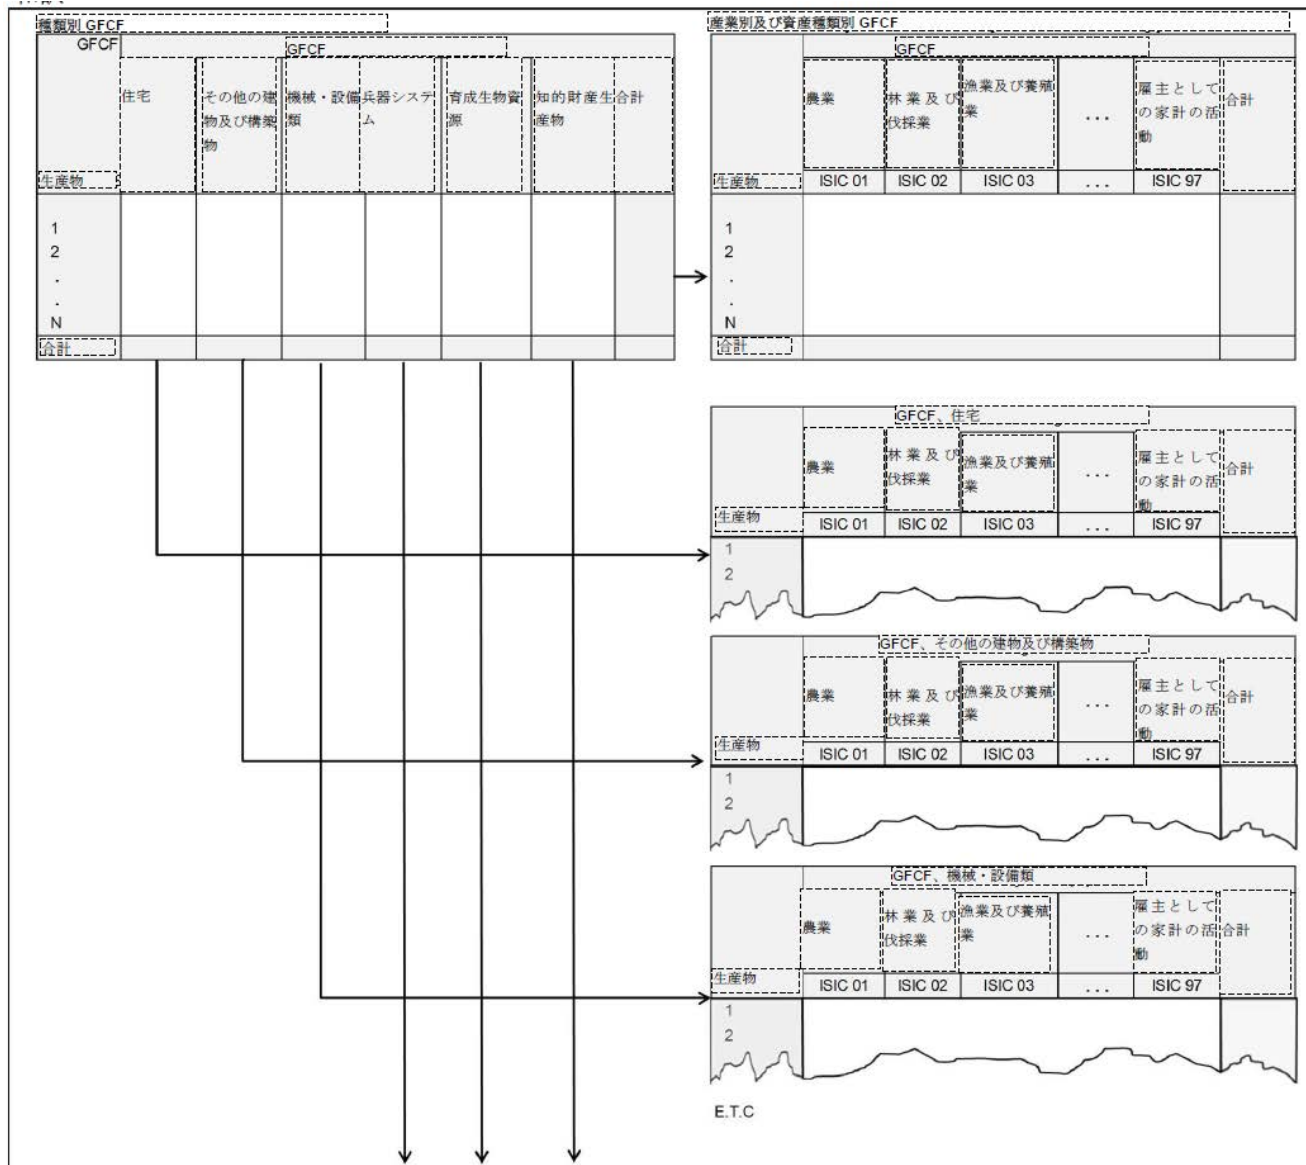 種類別 GFCF
GFCF
GFCF
住宅
その他の建
物及び構築
物
機械・設備
類
兵器システ
ム
育成生物資
源
知的財産生
産物
合計
生産物
1
2
.
.
N
合計
産業別及び資産種類別 GFCF
GFCF
農業
林業及び
伐採業
漁業及び養殖
業
...
雇主として
の家計の活
動
合計
生産物
ISIC 01
ISIC 02
ISIC 03
...
ISIC 97
1
2
.
.
N
合計
GFCF、住宅
農業
林業及び
伐採業
漁業及び養殖
業
...
雇主として
の家計の活
動
合計
生産物
ISIC 01
ISIC 02
ISIC 03
...
ISIC 97
1
2
GFCF、その他の建物及び構築物
農業
林業及び
伐採業
漁業及び養殖
業
...
雇主として
の家計の活
動
合計
生産物
ISIC 01
ISIC 02
ISIC 03
...
ISIC 97
1
2
GFCF、機械・設備類
農業
林業及び
伐採業
漁業及び養殖
業
...
雇主として
の家計の活
動
合計
生産物
ISIC 01
ISIC 02
ISIC 03
...
ISIC 97
1
2
E.T.C